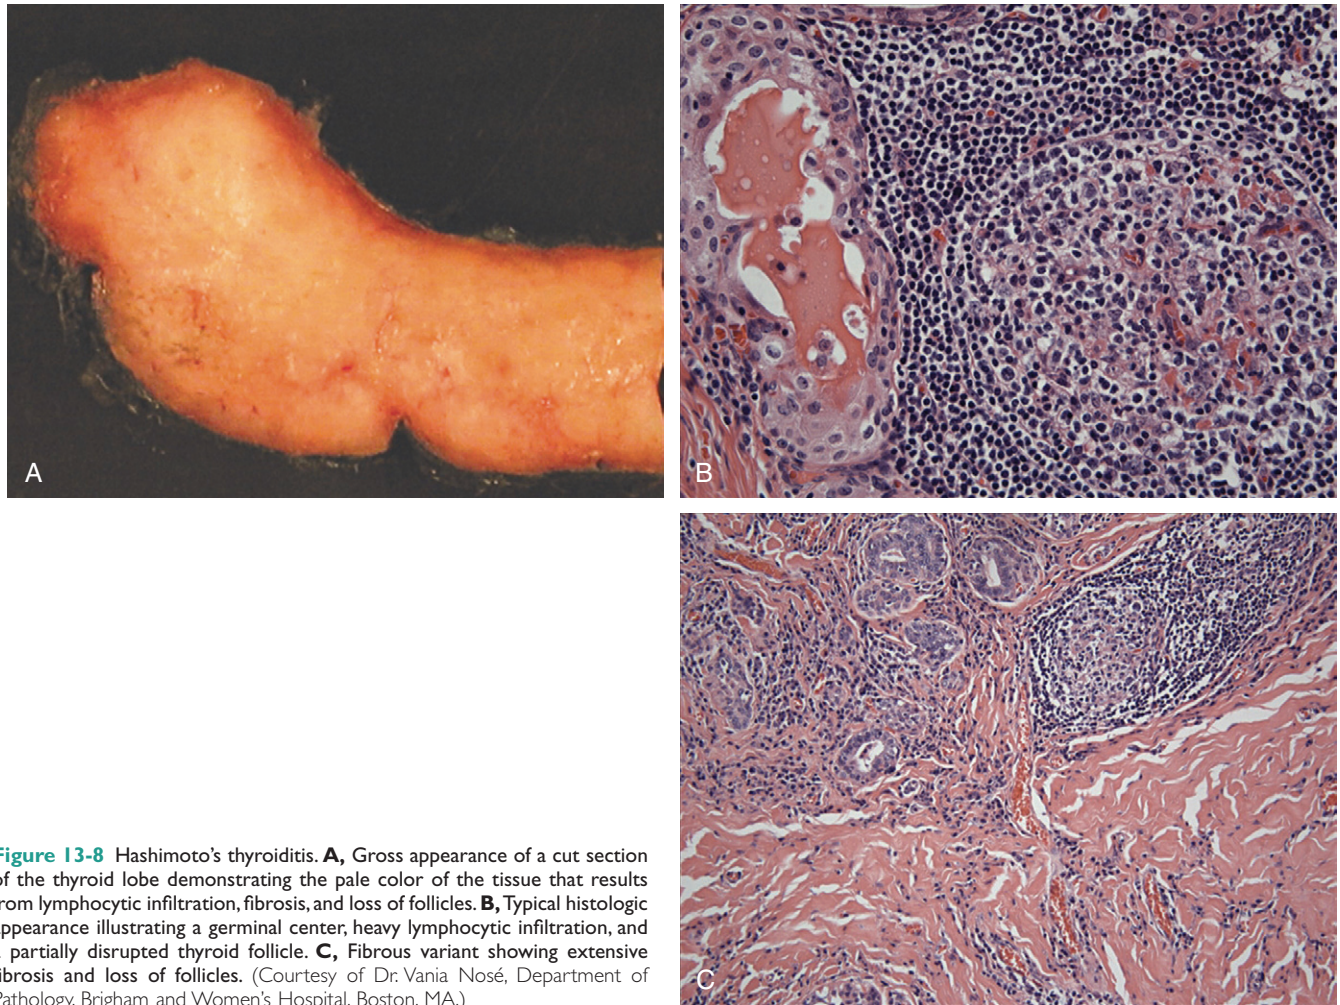 A
B
C
Figure 13-8 Hashimoto’s thyroiditis. A, Gross appearance of a cut section
of the thyroid lobe demonstrating the pale color of the tissue that results
from lymphocytic infiltration, fibrosis, and loss of follicles. B, Typical histologic
appearance illustrating a germinal center, heavy lymphocytic infiltration, and
a partially disrupted thyroid follicle. C, Fibrous variant showing extensive
fibrosis and loss of follicles. (Courtesy of Dr. Vania Nosé, Department of
Pathology, Brigham and Women’s Hospital, Boston, MA.)